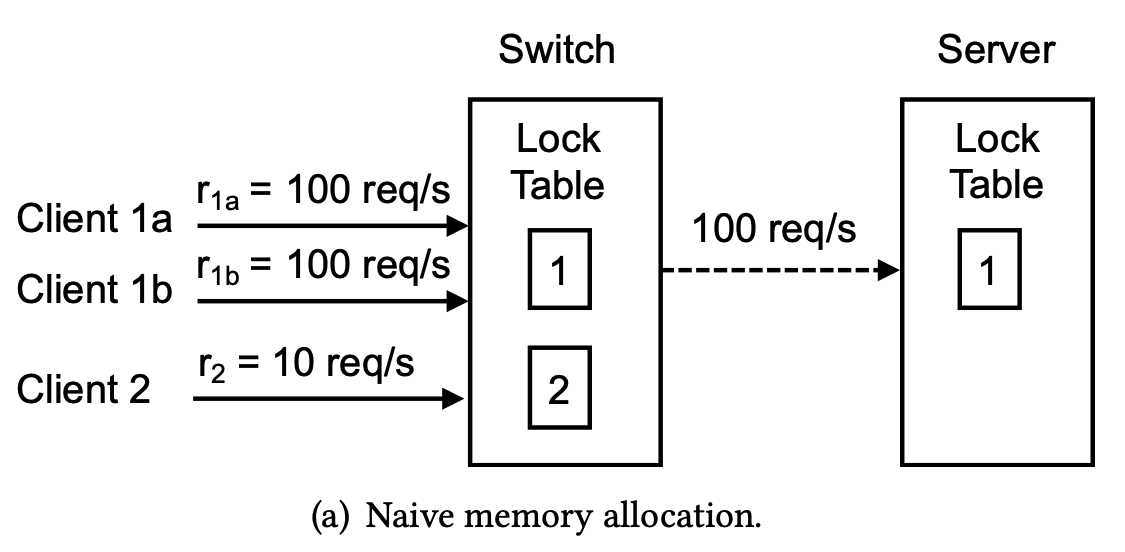 Switch
Server
Lock
Table
Lock
Table
Client 1a
r1a = 100 req/s
Client 1b
r1b = 100 req/s
Client 2
r2 = 10 req/s
1
2
100 req/s
1
(a) Naive memory allocation.